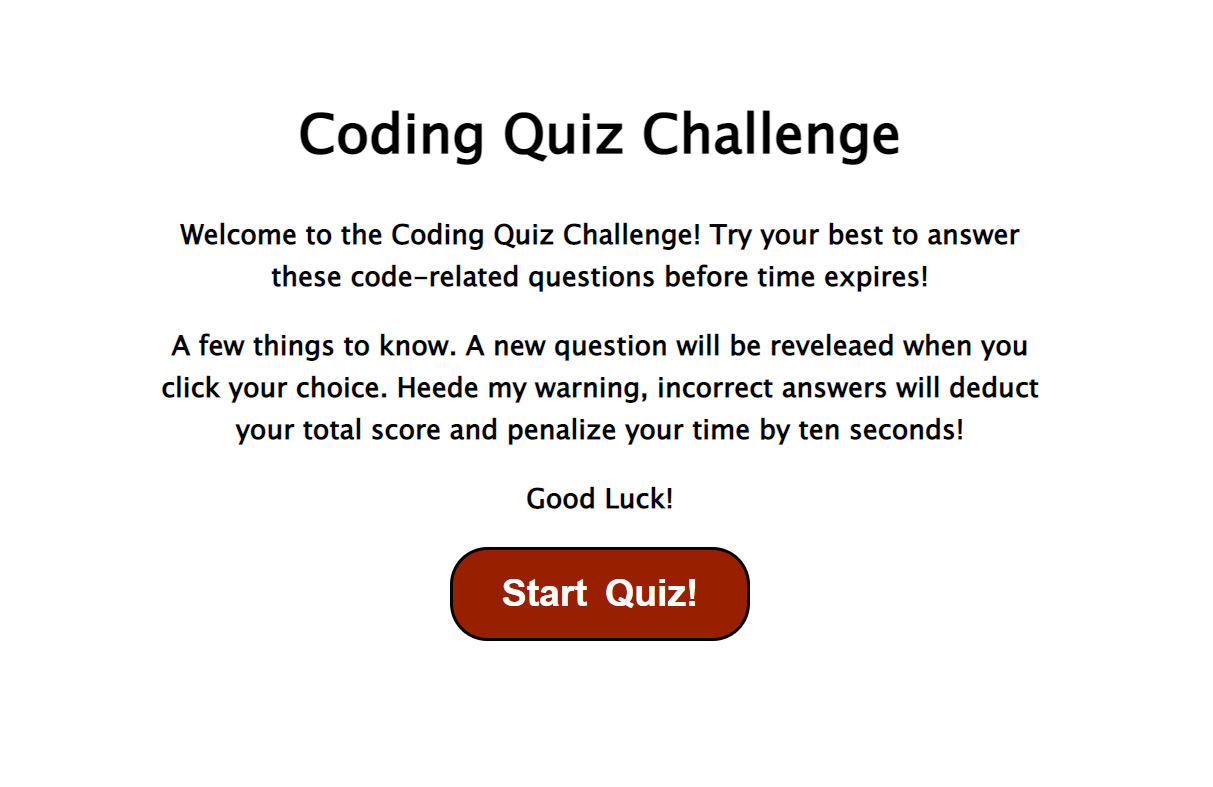 Coding Quiz Challenge
Welcome to the Coding Quiz Challenge! Try your best to answer
these code-related questions before time expires!
A few things to know. A new question will be reveleaed when you
click your choice. Heede my warning, incorrect answers will deduct
your total score and penalize your time by ten seconds!
Good Luck!
Start Quiz!